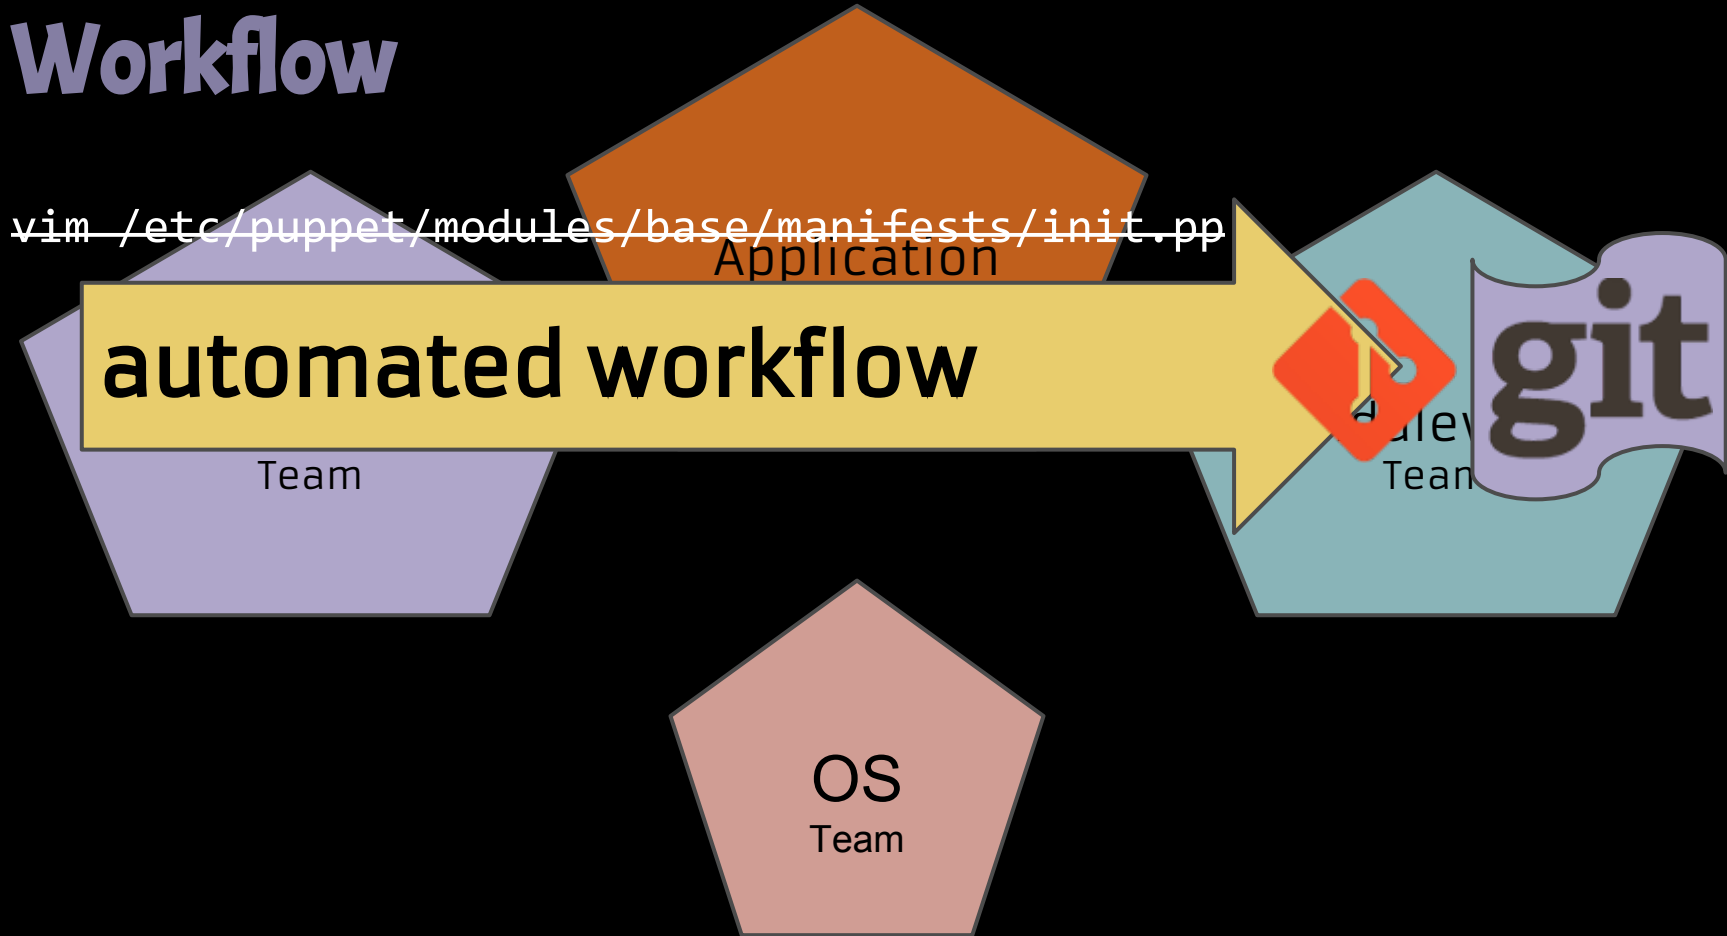 Workflow
vim /etc/puppet/modules/base/manifests/init.pp
Application
automated workflow
git
Team
Team
OS
Team